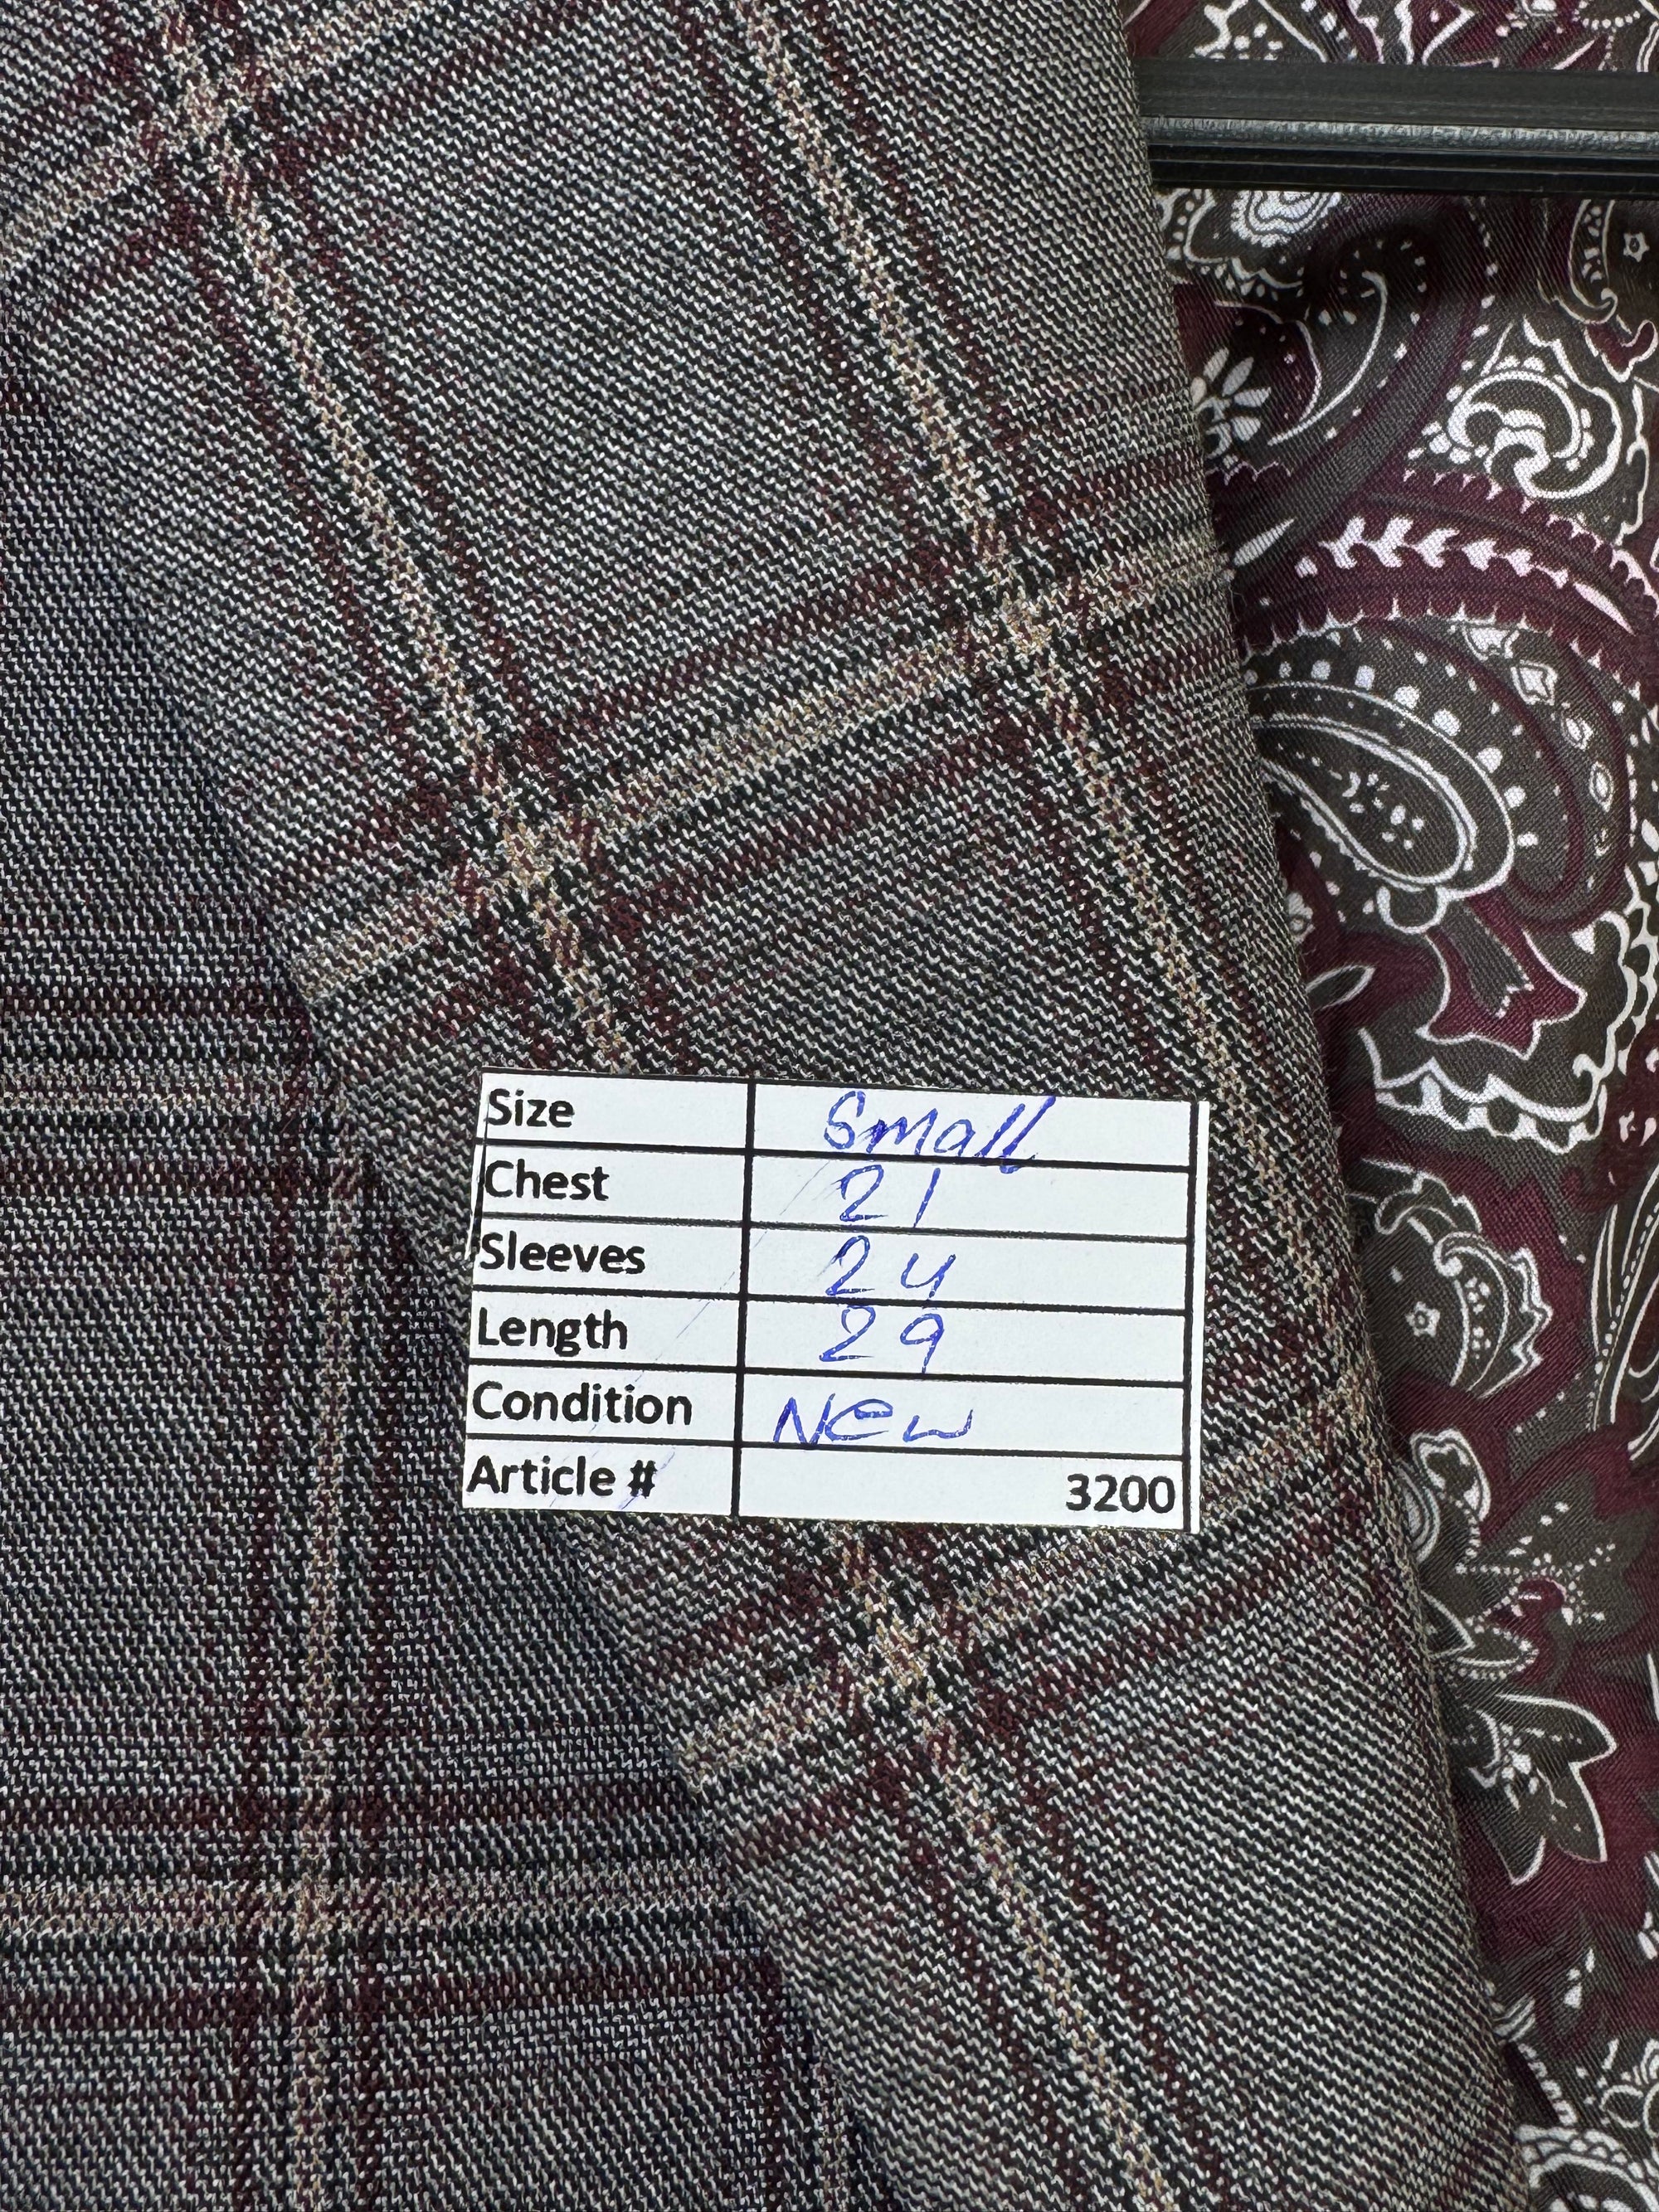 Size Small
Chest 21
Sleeves 24
Length 29
Condition New
Article # 3200